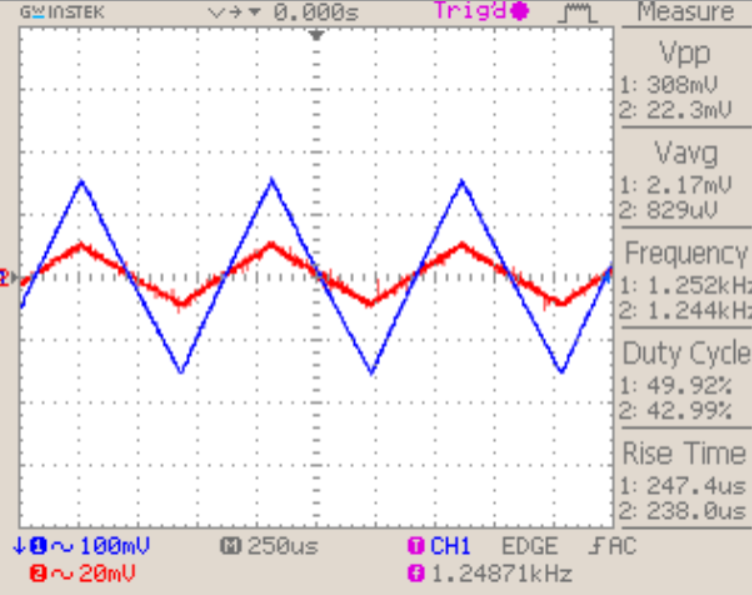 GW INSTEK 0.000s Trig'd Measure
Vpp
1: 308mV
2: 22.3mV
Vavg
1: 2.17mV
2: 829uV
Frequency
1: 1.252kHz
2: 1.244kHz
Duty Cycle
1: 49.92%
2: 42.99%
Rise Time
1: 247.4us
2: 238.0us
2
1 100mV M 250us T CH1 EDGE AC
2 20mV f 1.24871kHz